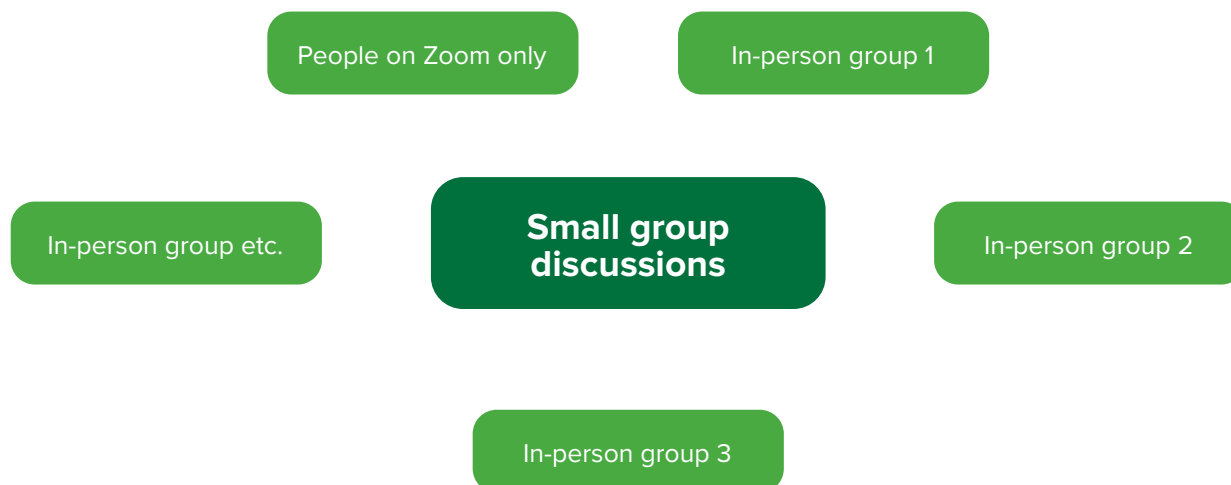 People on Zoom only
In-person group 1
In-person group etc.
Small group
discussions
In-person group 2
In-person group 3